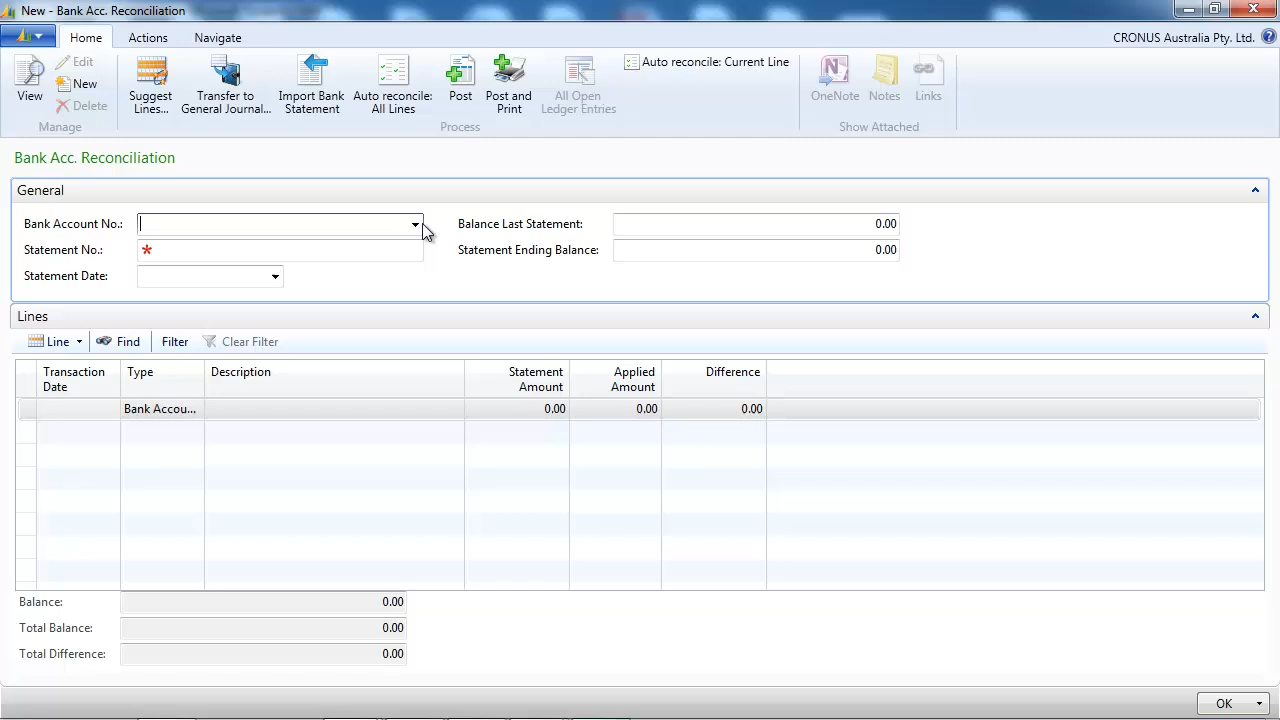 New - Bank Acc. Reconciliation
Home Actions Navigate
CRONUS Australia Pty. Ltd.
View
Edit
New
Delete
Manage
Suggest
Lines...
Transfer to
General Journal...
Import Bank
Statement
Auto reconcile:
All Lines
Post
Post and
Print
All Open
Ledger Entries
Auto reconcile: Current Line
Process
OneNote
Notes
Links
Show Attached
Bank Acc. Reconciliation
General
Bank Account No.:
Statement No.:
Statement Date:
Balance Last Statement: 0.00
Statement Ending Balance: 0.00
Lines
Line Find Filter Clear Filter
Transaction
Date
Type
Description
Statement
Amount
Applied
Amount
Difference
Bank Accou... 0.00 0.00 0.00
Balance: 0.00
Total Balance: 0.00
Total Difference: 0.00
OK